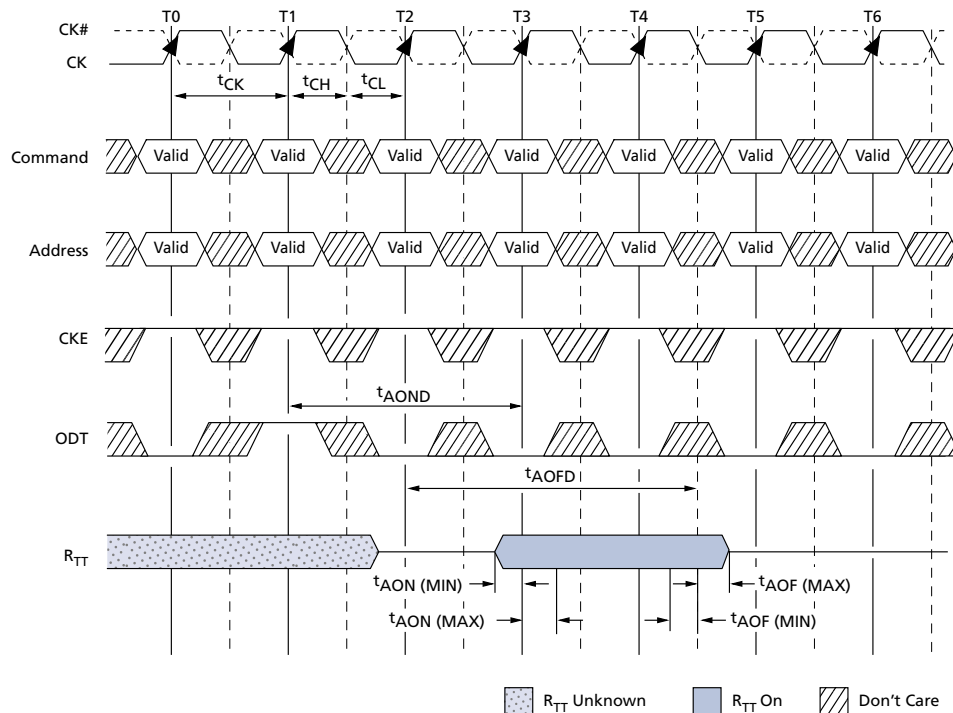 T0 T1 T2 T3 T4 T5 T6
CK#
CK
tCK tCH tCL
Command Valid Valid Valid Valid Valid Valid Valid
Address Valid Valid Valid Valid Valid Valid Valid
CKE
tAOND
ODT
tAOFD
RTT
tAON (MIN) tAOF (MAX)
tAON (MAX) tAOF (MIN)
RTT Unknown RTT On Don't Care